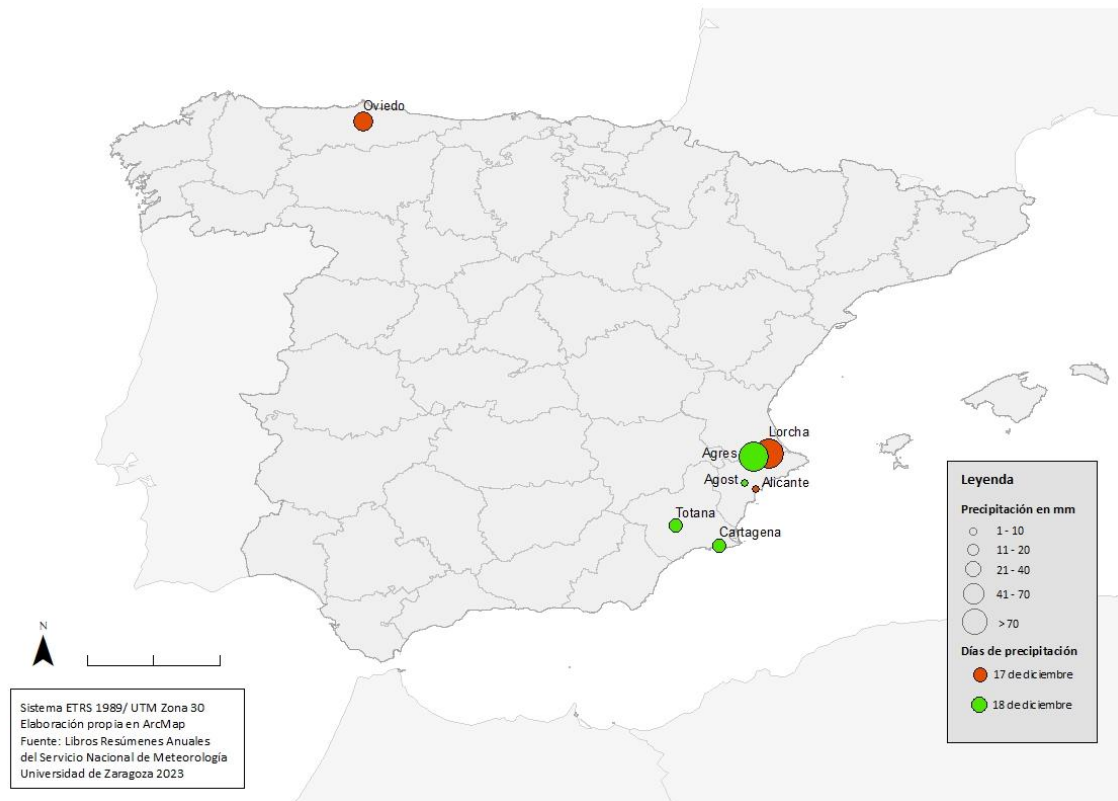 Oviedo
Lorcha
Agres
Agost
Alicante
Totana
Cartagena
N
Sistema ETRS 1989/ UTM Zona 30
Elaboración propia en ArcMap
Fuente: Libros Resúmenes Anuales
del Servicio Nacional de Meteorología
Universidad de Zaragoza 2023
Leyenda
Precipitación en mm
1 - 10
11 - 20
21 - 40
41 - 70
>70
Días de precipitación
17 de diciembre
18 de diciembre